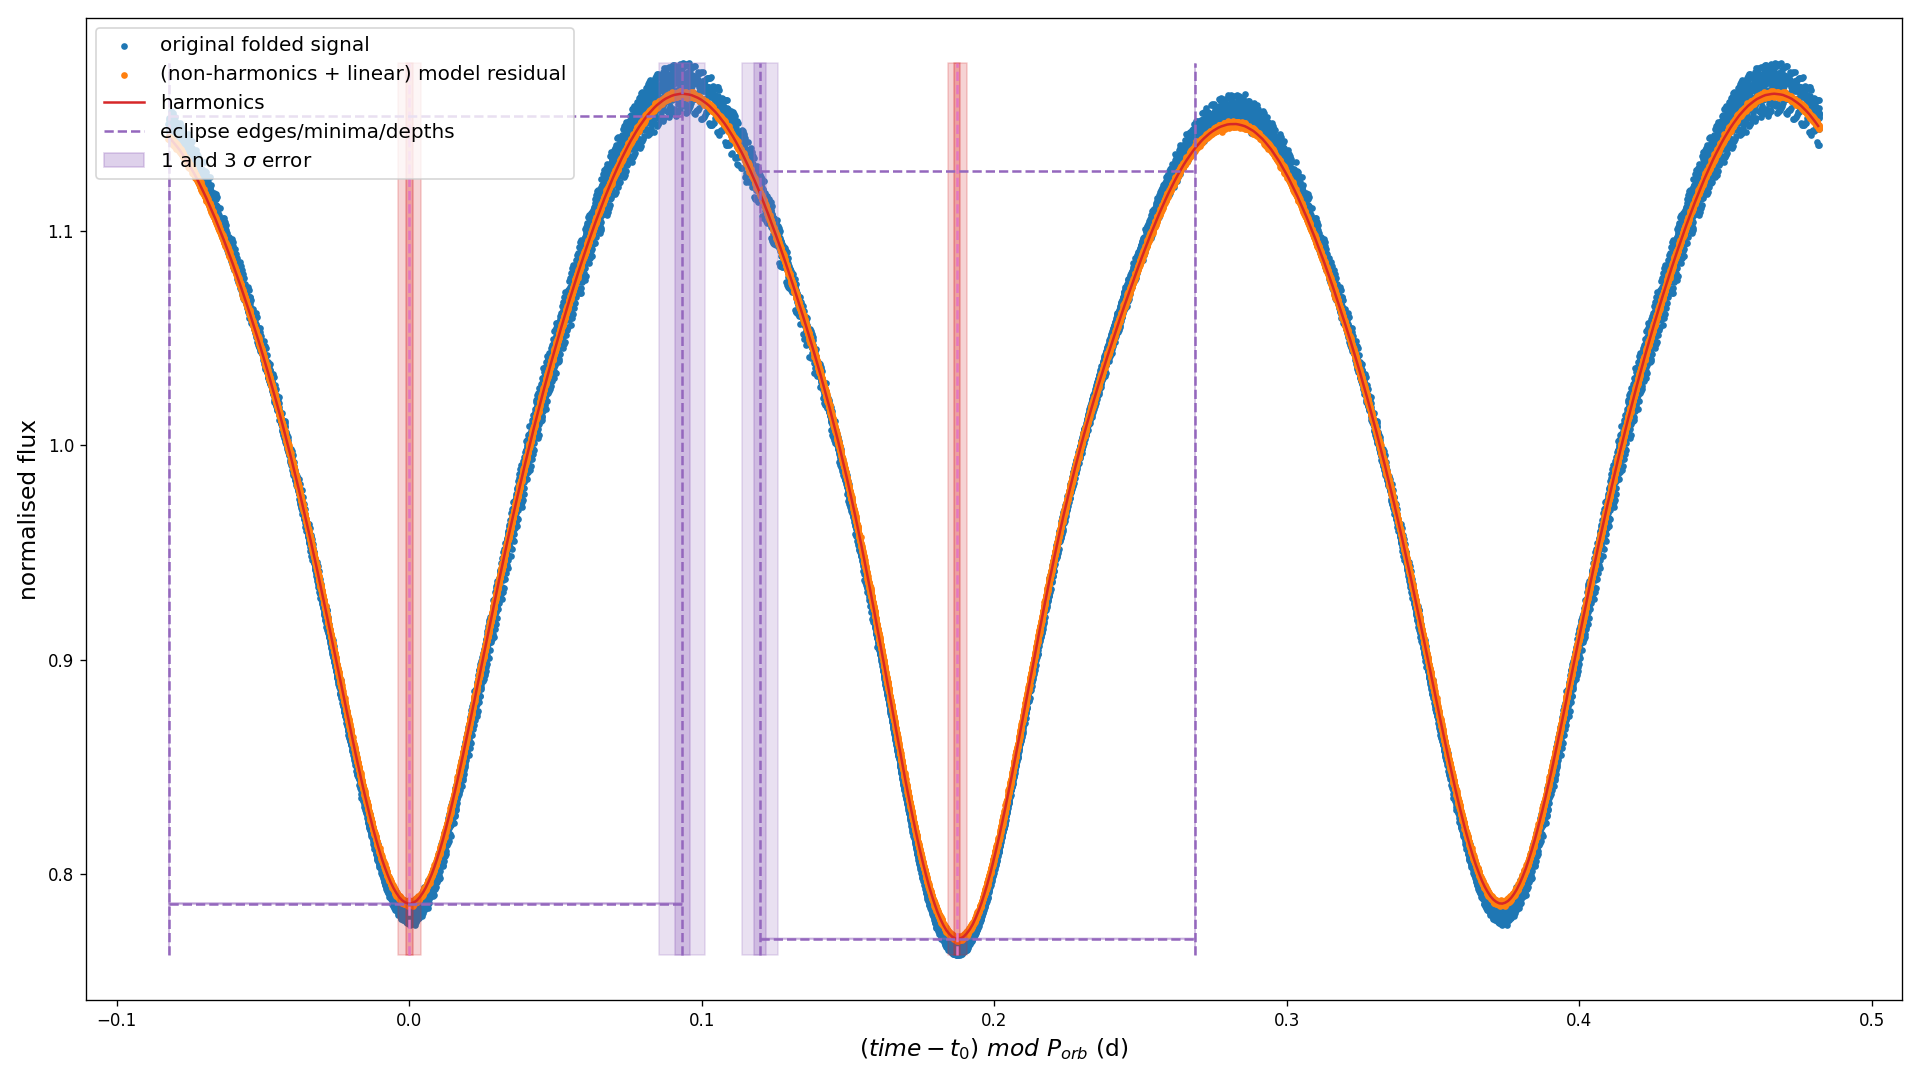 original folded signal
(non-harmonics + linear) model residual
harmonics
eclipse edges/minima/depths
1 and 3 σ error
normalised flux
1.1
1.0
0.9
0.8
−0.1
0.0
0.1
0.2
0.3
0.4
0.5
(time − t₀) mod Pₒᵣb (d)